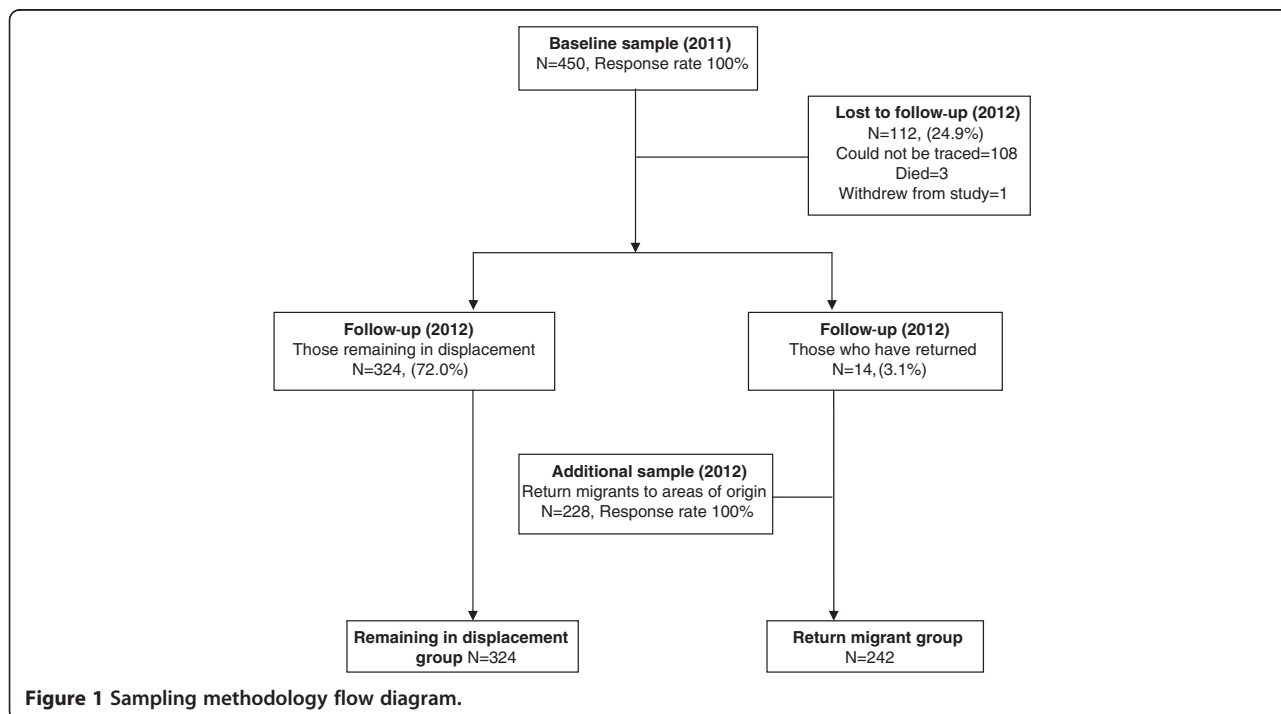 Baseline sample (2011)
N=450, Response rate 100%
Lost to follow-up (2012)
N=112, (24.9%)
Could not be traced=108
Died=3
Withdrew from study=1
Follow-up (2012)
Those remaining in displacement
N=324, (72.0%)
Follow-up (2012)
Those who have returned
N=14,(3.1%)
Additional sample (2012)
Return migrants to areas of origin
N=228, Response rate 100%
Remaining in displacement
group N=324
Return migrant group
N=242
Figure 1 Sampling methodology flow diagram.